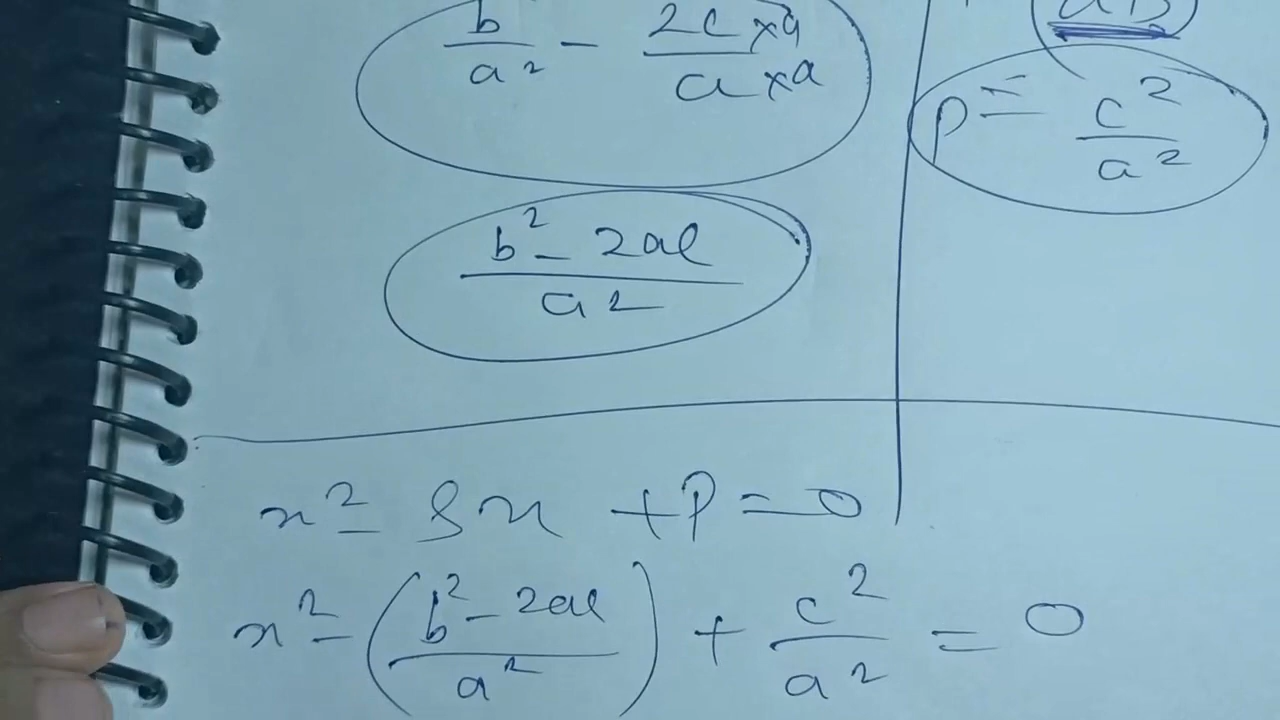 b/a² - 2c×a/a×a
(b² - 2ac)/a²
P = c²/a²
x² - Sx + P = 0
x² - ((b² - 2ac)/a²) + c²/a² = 0